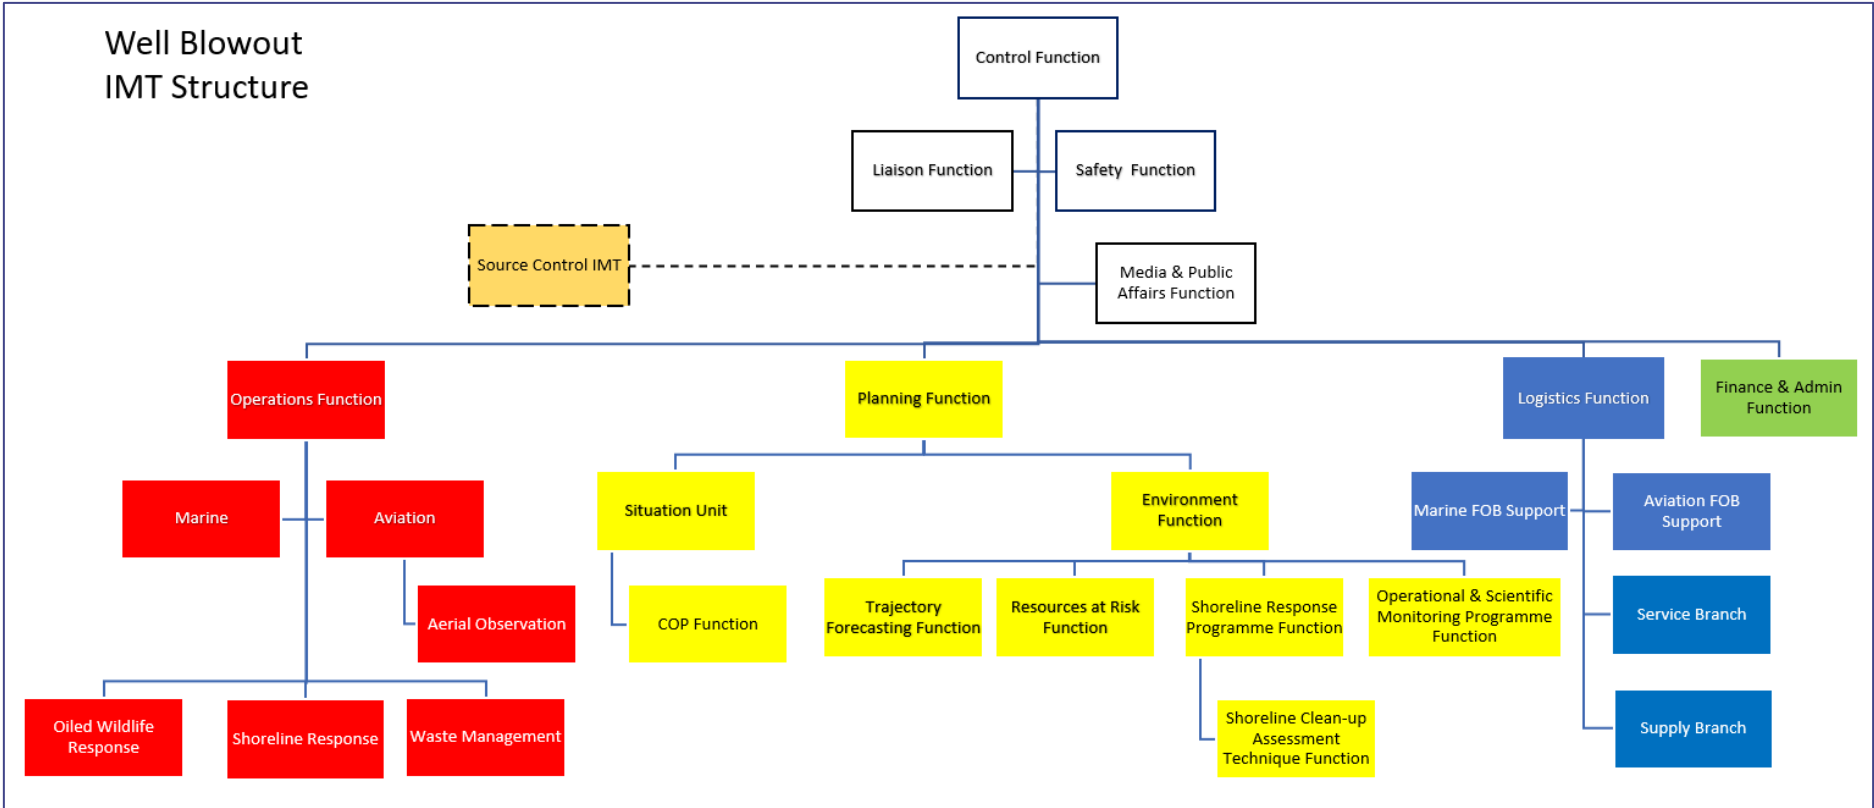 Well Blowout
IMT Structure
Control Function
Liaison Function
Safety Function
Source Control IMT
Media & Public
Affairs Function
Operations Function
Planning Function
Logistics Function
Finance & Admin
Function
Marine
Aviation
Situation Unit
Environment
Function
Marine FOB Support
Aviation FOB
Support
Aerial Observation
COP Function
Trajectory
Forecasting Function
Resources at Risk
Function
Shoreline Response
Programme Function
Operational & Scientific
Monitoring Programme
Function
Service Branch
Oiled Wildlife
Response
Shoreline Response
Waste Management
Shoreline Clean-up
Assessment
Technique Function
Supply Branch